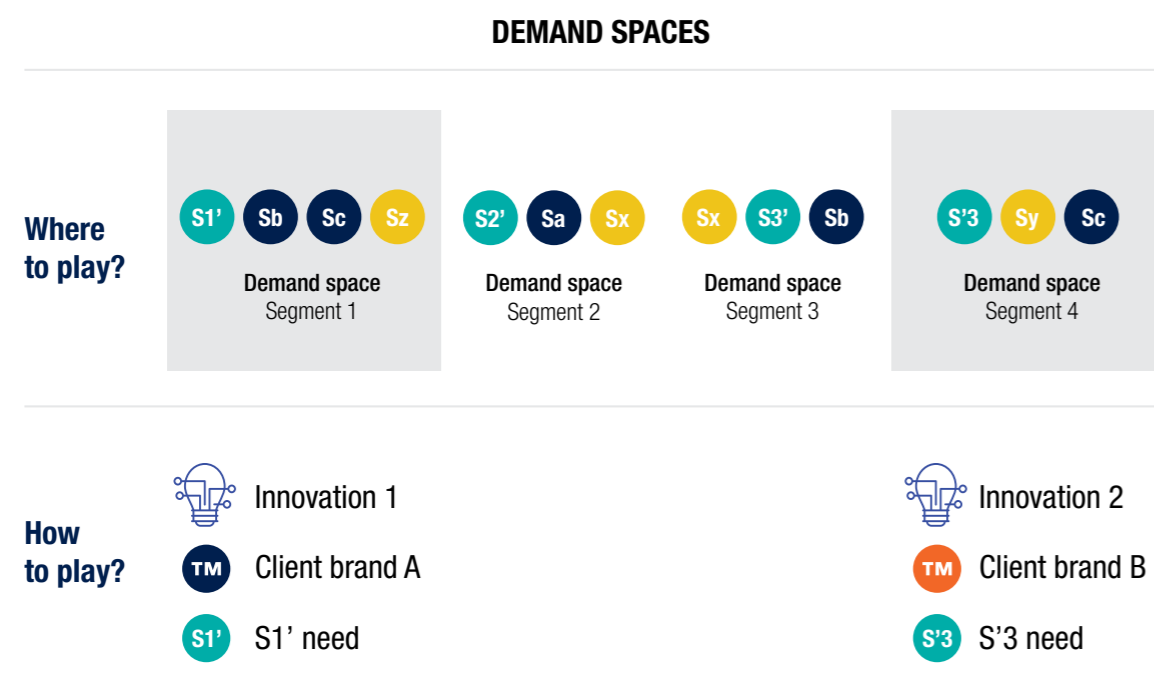 DEMAND SPACES
Where
to play?
S1’ Sb Sc Sz
Demand space
Segment 1
S2’ Sa Sx
Demand space
Segment 2
Sx S3’ Sb
Demand space
Segment 3
S’3 Sy Sc
Demand space
Segment 4
How
to play?
Innovation 1
TM Client brand A
S1’ S1’ need
Innovation 2
TM Client brand B
S’3 S’3 need